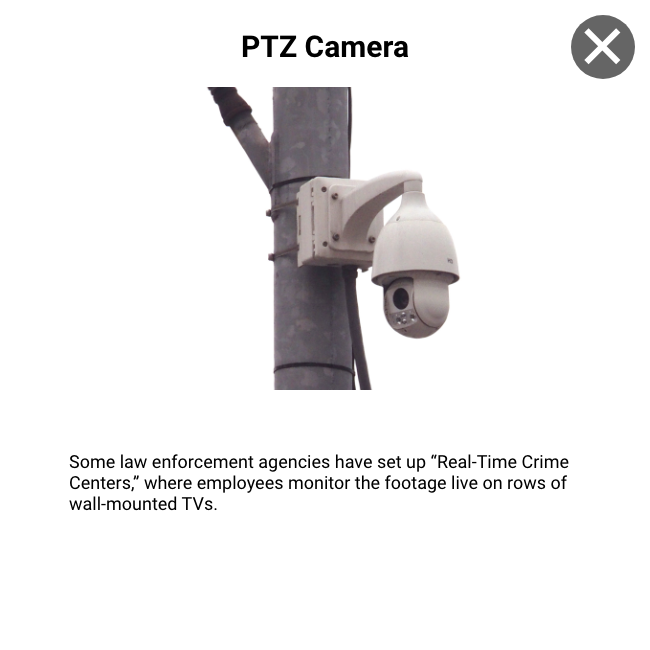 PTZ Camera
Some law enforcement agencies have set up “Real-Time Crime
Centers,” where employees monitor the footage live on rows of
wall-mounted TVs.